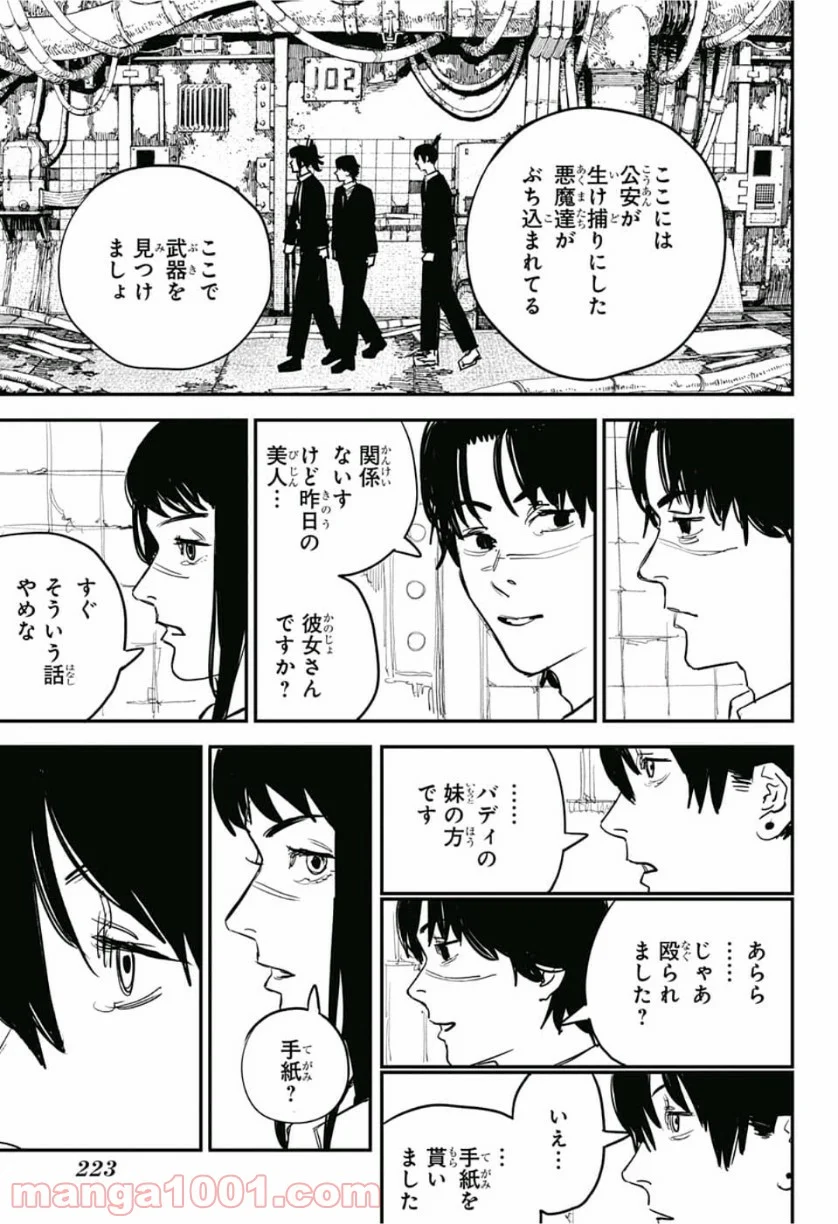 102
ここには
公安が
生け捕りにした
悪魔達が
ぶち込まれてる
ここで
武器を
見つけ
ましょ
関係
ないす
けど昨日の
美人…
彼女さん
ですか?
すぐ
そういう話
やめな
……
バディの
妹の方
です
あらら
……
じゃあ
殴られ
ました?
いえ…
…
手紙を
貰い
ました
手紙?
223
manga1001.com